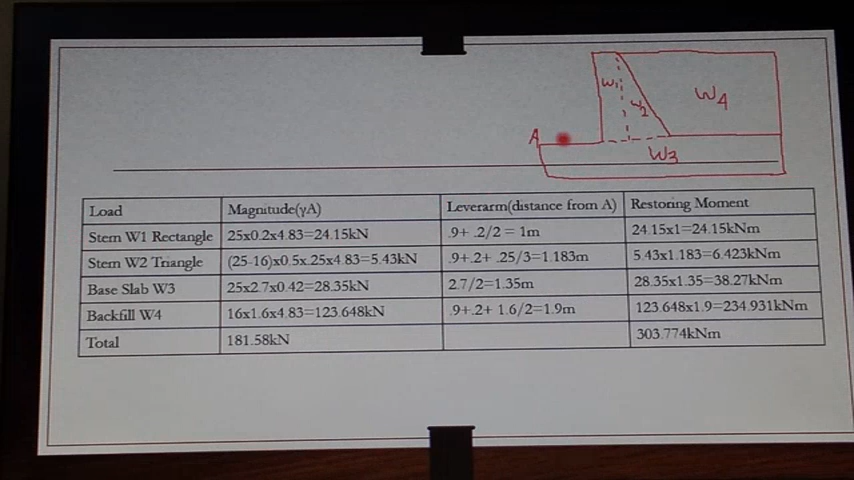 W1
W2
W4
A
W3
Load Magnitude(γA) Leverarm(distance from A) Restoring Moment
Stem W1 Rectangle 25x0.2x4.83=24.15kN .9+ .2/2 = 1m 24.15x1=24.15kNm
Stem W2 Triangle (25-16)x0.5x.25x4.83=5.43kN .9+.2+ .25/3=1.183m 5.43x1.183=6.423kNm
Base Slab W3 25x2.7x0.42=28.35kN 2.7/2=1.35m 28.35x1.35=38.27kNm
Backfill W4 16x1.6x4.83=123.648kN .9+.2+ 1.6/2=1.9m 123.648x1.9=234.931kNm
Total 181.58kN 303.774kNm